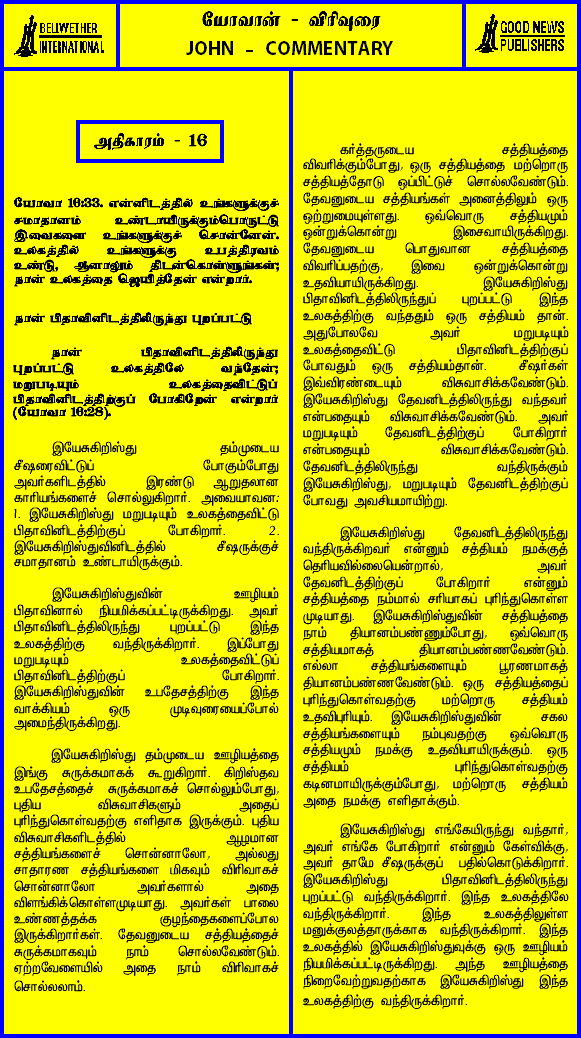 BELWETHER
INTERNATIONAL
யோவான் - விரிவுரை
JOHN - COMMENTARY
GOOD NEWS
PUBLISHERS
அதிகாரம் - 16
யோவா 16:33. என்னிடத்தில் உங்களுக்குச்
சமாதானம் உண்டாயிருக்கும்பொருட்டு
இவைகளை உங்களுக்குச் சொன்னேன்.
உலகத்தில் உங்களுக்கு உபத்திரவம்
உண்டு, ஆனாலும் திடன்கொள்ளுங்கள்;
நான் உலகத்தை ஜெயித்தேன் என்றார்.
நான் பிதாவினிடத்திலிருந்து புறப்பட்டு
நான் பிதாவினிடத்திலிருந்து
புறப்பட்டு உலகத்திலே வந்தேன்;
மறுபடியும் உலகத்தைவிட்டுப்
பிதாவினிடத்திற்குப் போகிறேன் என்றார்
(யோவா 16:28).
இயேசுகிறிஸ்து தம்முடைய
சீஷரைவிட்டுப் போகும்போது
அவர்களிடத்தில் இரண்டு ஆறுதலான
காரியங்களைச் சொல்லுகிறார். அவையாவன:
1. இயேசுகிறிஸ்து மறுபடியும் உலகத்தைவிட்டு
பிதாவினிடத்திற்குப் போகிறார். 2.
இயேசுகிறிஸ்துவினிடத்தில் சீஷருக்குச்
சமாதானம் உண்டாயிருக்கும்.
இயேசுகிறிஸ்துவின் ஊழியம்
பிதாவினால் நியமிக்கப்பட்டிருக்கிறது. அவர்
பிதாவினிடத்திலிருந்து புறப்பட்டு இந்த
உலகத்திற்கு வந்திருக்கிறார். இப்போது
மறுபடியும் உலகத்தைவிட்டுப்
பிதாவினிடத்திற்குப் போகிறார்.
இயேசுகிறிஸ்துவின் உபதேசத்திற்கு இந்த
வாக்கியம் ஒரு முடிவுரையைப்போல
அமைந்திருக்கிறது.
இயேசுகிறிஸ்து தம்முடைய ஊழியத்தை
இங்கு சுருக்கமாகக் கூறுகிறார். கிறிஸ்தவ
உபதேசத்தைச் சுருக்கமாகச் சொல்லும்போது,
புதிய விசுவாசிகளும் அதைப்
புரிந்துகொள்வதற்கு எளிதாக இருக்கும். புதிய
விசுவாசிகளிடத்தில் ஆழமான
சத்தியங்களைச் சொன்னாலோ, அல்லது
சாதாரண சத்தியங்களை மிகவும் விரிவாகச்
சொன்னாலோ அவர்களால் அதை
விளங்கிக்கொள்ளமுடியாது. அவர்கள் பாலை
உண்ணத்தக்க குழந்தைகளைப்போல
இருக்கிறார்கள். தேவனுடைய சத்தியத்தைச்
சுருக்கமாகவும் நாம் சொல்லவேண்டும்.
ஏற்றவேளையில் அதை நாம் விரிவாகச்
சொல்லலாம்.
கர்த்தருடைய சத்தியத்தை
விவரிக்கும்போது, ஒரு சத்தியத்தை மற்றொரு
சத்தியத்தோடு ஒப்பிட்டுச் சொல்லவேண்டும்.
தேவனுடைய சத்தியங்கள் அனைத்திலும் ஒரு
ஒற்றுமையுள்ளது. ஒவ்வொரு சத்தியமும்
ஒன்றுக்கொன்று இசைவாயிருக்கிறது.
தேவனுடைய பொதுவான சத்தியத்தை
விவரிப்பதற்கு, இவை ஒன்றுக்கொன்று
உதவியாயிருக்கிறது. இயேசுகிறிஸ்து
பிதாவினிடத்திலிருந்துப் புறப்பட்டு இந்த
உலகத்திற்கு வந்ததும் ஒரு சத்தியம் தான்.
அதுபோலவே அவர் மறுபடியும்
உலகத்தைவிட்டு பிதாவினிடத்திற்குப்
போவதும் ஒரு சத்தியம்தான். சீஷர்கள்
இவ்விரண்டையும் விசுவாசிக்கவேண்டும்.
இயேசுகிறிஸ்து தேவனிடத்திலிருந்து வந்தவர்
என்பதையும் விசுவாசிக்கவேண்டும். அவர்
மறுபடியும் தேவனிடத்திற்குப் போகிறார்
என்பதையும் விசுவாசிக்கவேண்டும்.
தேவனிடத்திலிருந்து வந்திருக்கும்
இயேசுகிறிஸ்து, மறுபடியும் தேவனிடத்திற்குப்
போவது அவசியமாயிற்று.
இயேசுகிறிஸ்து தேவனிடத்திலிருந்து
வந்திருக்கிறவர் என்னும் சத்தியம் நமக்குத்
தெரியவில்லையென்றால், அவர்
தேவனிடத்திற்குப் போகிறார் என்னும்
சத்தியத்தை நம்மால் சரியாகப் புரிந்துகொள்ள
முடியாது. இயேசுகிறிஸ்துவின் சத்தியத்தை
நாம் தியானம்பண்ணும்போது, ஒவ்வொரு
சத்தியமாகத் தியானம்பண்ணவேண்டும்.
எல்லா சத்தியங்களையும் பூரணமாகத்
தியானம்பண்ணவேண்டும். ஒரு சத்தியத்தைப்
புரிந்துகொள்வதற்கு மற்றொரு சத்தியம்
உதவிபுரியும். இயேசுகிறிஸ்துவின் சகல
சத்தியங்களையும் நம்புவதற்கு ஒவ்வொரு
சத்தியமும் நமக்கு உதவியாயிருக்கும். ஒரு
சத்தியம் புரிந்துகொள்வதற்கு
கடினமாயிருக்கும்போது, மற்றொரு சத்தியம்
அதை நமக்கு எளிதாக்கும்.
இயேசுகிறிஸ்து எங்கேயிருந்து வந்தார்,
அவர் எங்கே போகிறார் என்னும் கேள்விக்கு,
அவர் தாமே சீஷருக்குப் பதில்கொடுக்கிறார்.
இயேசுகிறிஸ்து பிதாவினிடத்திலிருந்து
புறப்பட்டு வந்திருக்கிறார். இந்த உலகத்திலே
வந்திருக்கிறார். இந்த உலகத்திலுள்ள
மனுக்குலத்தாருக்காக வந்திருக்கிறார். இந்த
உலகத்தில் இயேசுகிறிஸ்துவுக்கு ஒரு ஊழியம்
நியமிக்கப்பட்டிருக்கிறது. அந்த ஊழியத்தை
நிறைவேற்றுவதற்காக இயேசுகிறிஸ்து இந்த
உலகத்திற்கு வந்திருக்கிறார்.